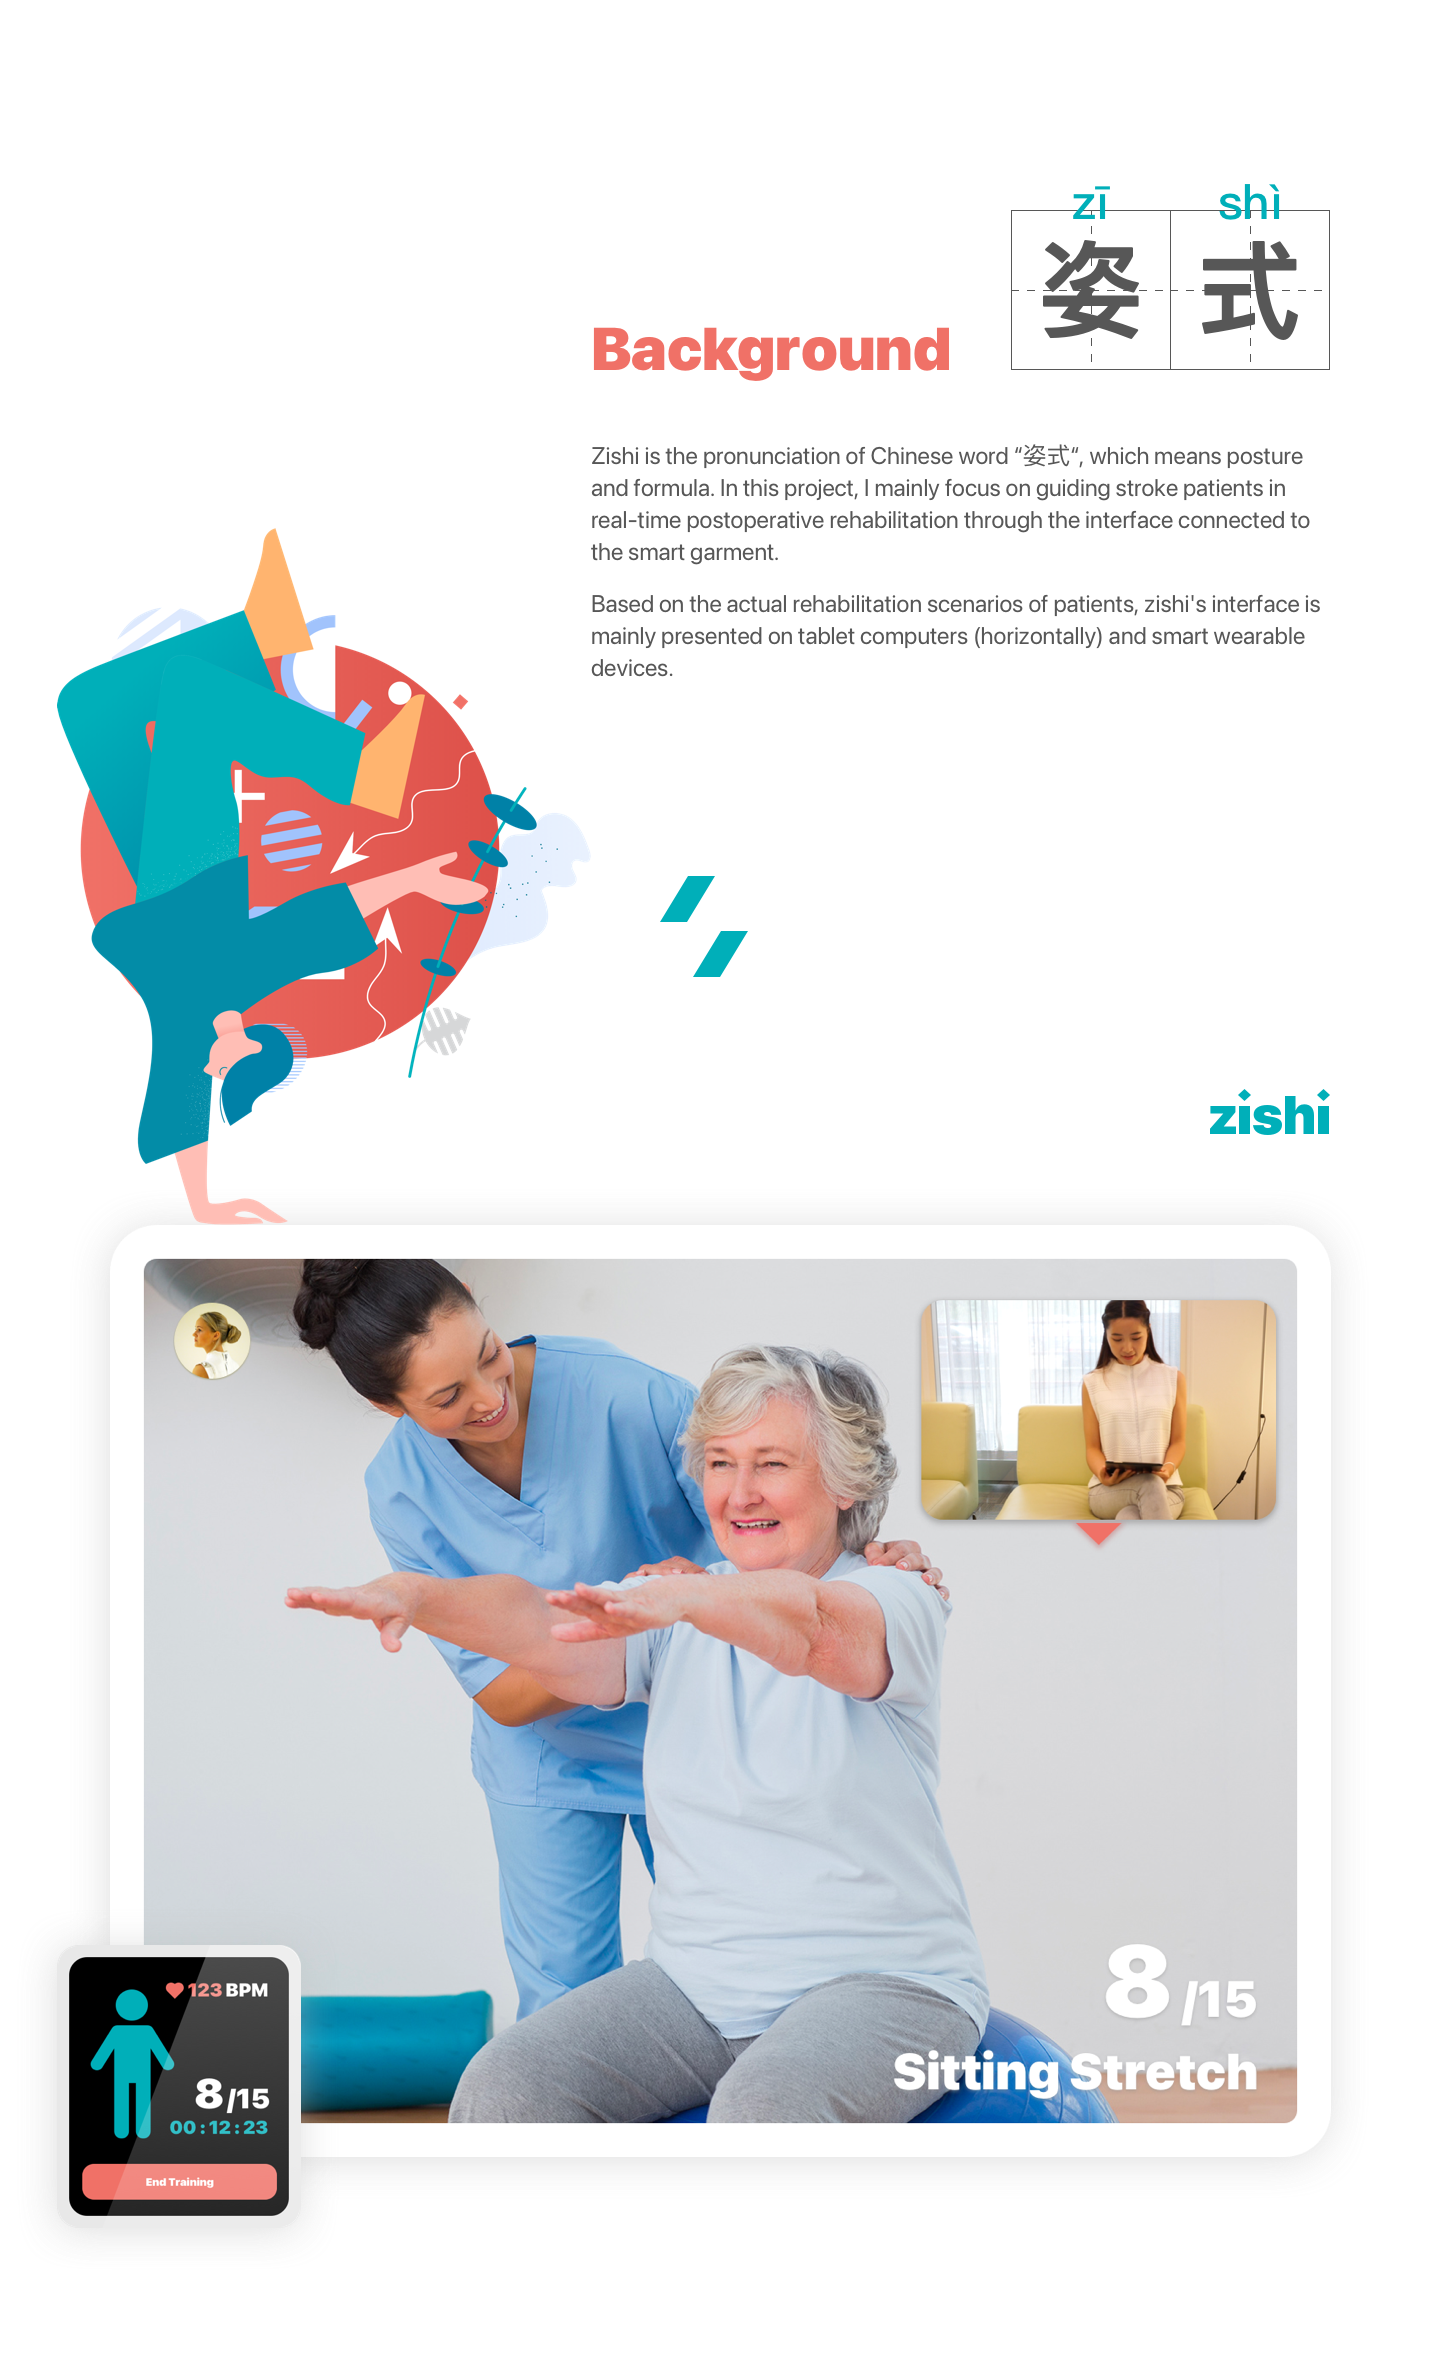 zī shì
姿式
Background
Zishi is the pronunciation of Chinese word “姿式“, which means posture
and formula. In this project, I mainly focus on guiding stroke patients in
real-time postoperative rehabilitation through the interface connected to
the smart garment.
Based on the actual rehabilitation scenarios of patients, zishi's interface is
mainly presented on tablet computers (horizontally) and smart wearable
devices.
zishi
8/15
Sitting Stretch
123 BPM
8/15
00:12:23
End Training